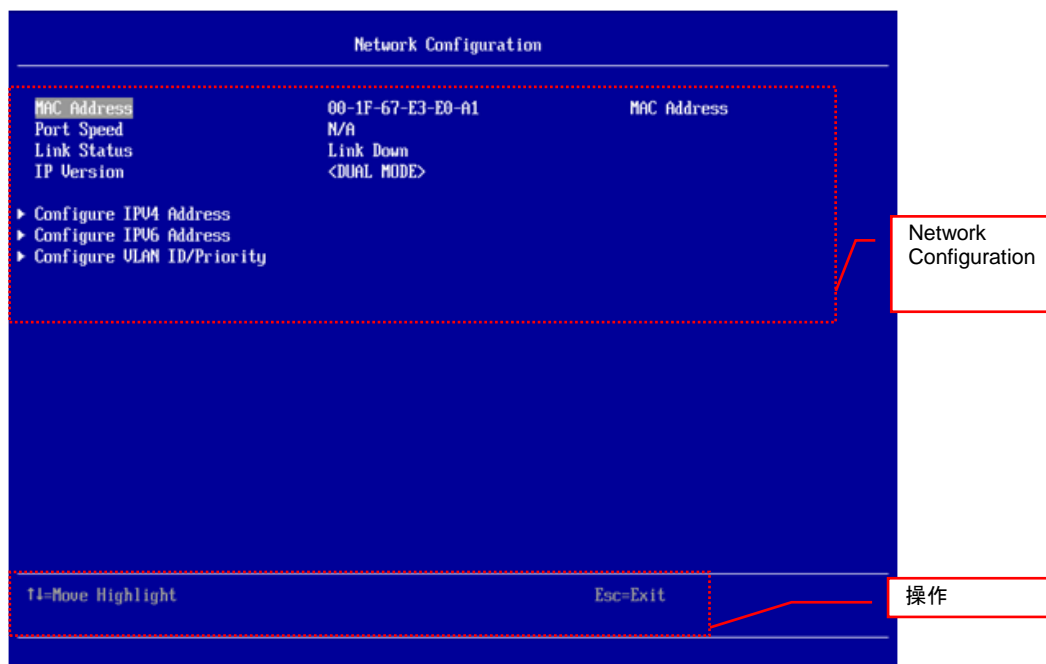 Network Configuration
MAC Address 00-1F-67-E3-E0-A1 MAC Address
Port Speed N/A
Link Status Link Down
IP Version <DUAL MODE>
▶ Configure IPV4 Address
▶ Configure IPV6 Address
▶ Configure VLAN ID/Priority
Network
Configuration
↑↓=Move Highlight Esc=Exit
操作